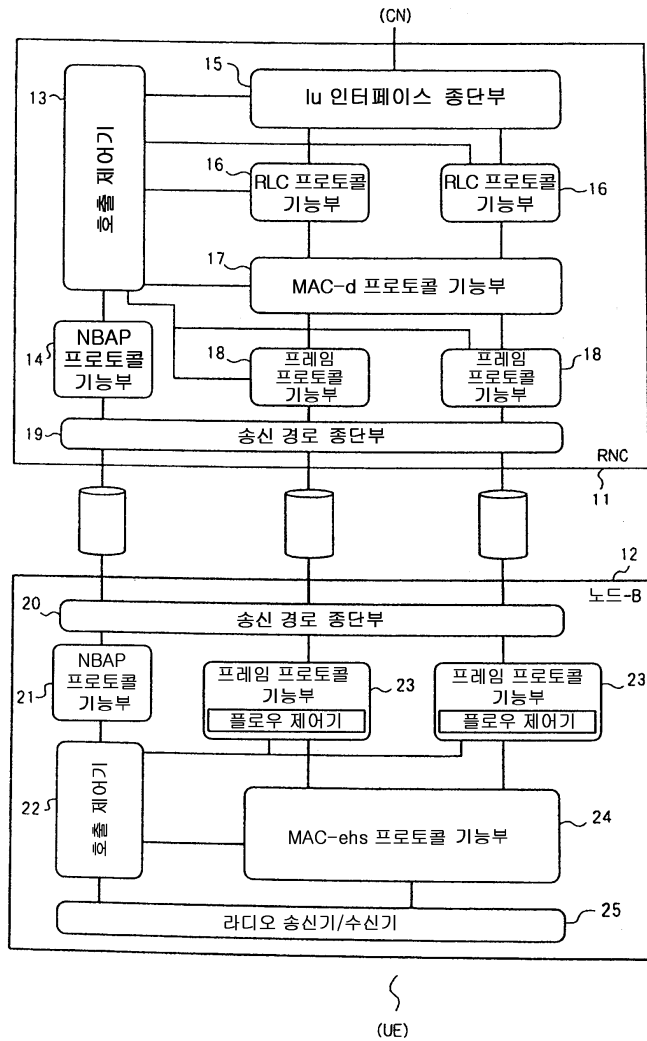 (CN)
15
Iu 인터페이스 종단부
13
호출 제어기
16
RLC 프로토콜
기능부
RLC 프로토콜
기능부
16
17
MAC-d 프로토콜 기능부
14
NBAP
프로토콜
기능부
18
프레임
프로토콜
기능부
프레임
프로토콜
기능부
18
19
송신 경로 종단부
RNC
11
12
노드-B
20
송신 경로 종단부
21
NBAP
프로토콜
기능부
프레임 프로토콜
기능부
플로우 제어기
23
프레임 프로토콜
기능부
플로우 제어기
23
22
호출 제어기
MAC-ehs 프로토콜 기능부
24
라디오 송신기/수신기
25
(UE)